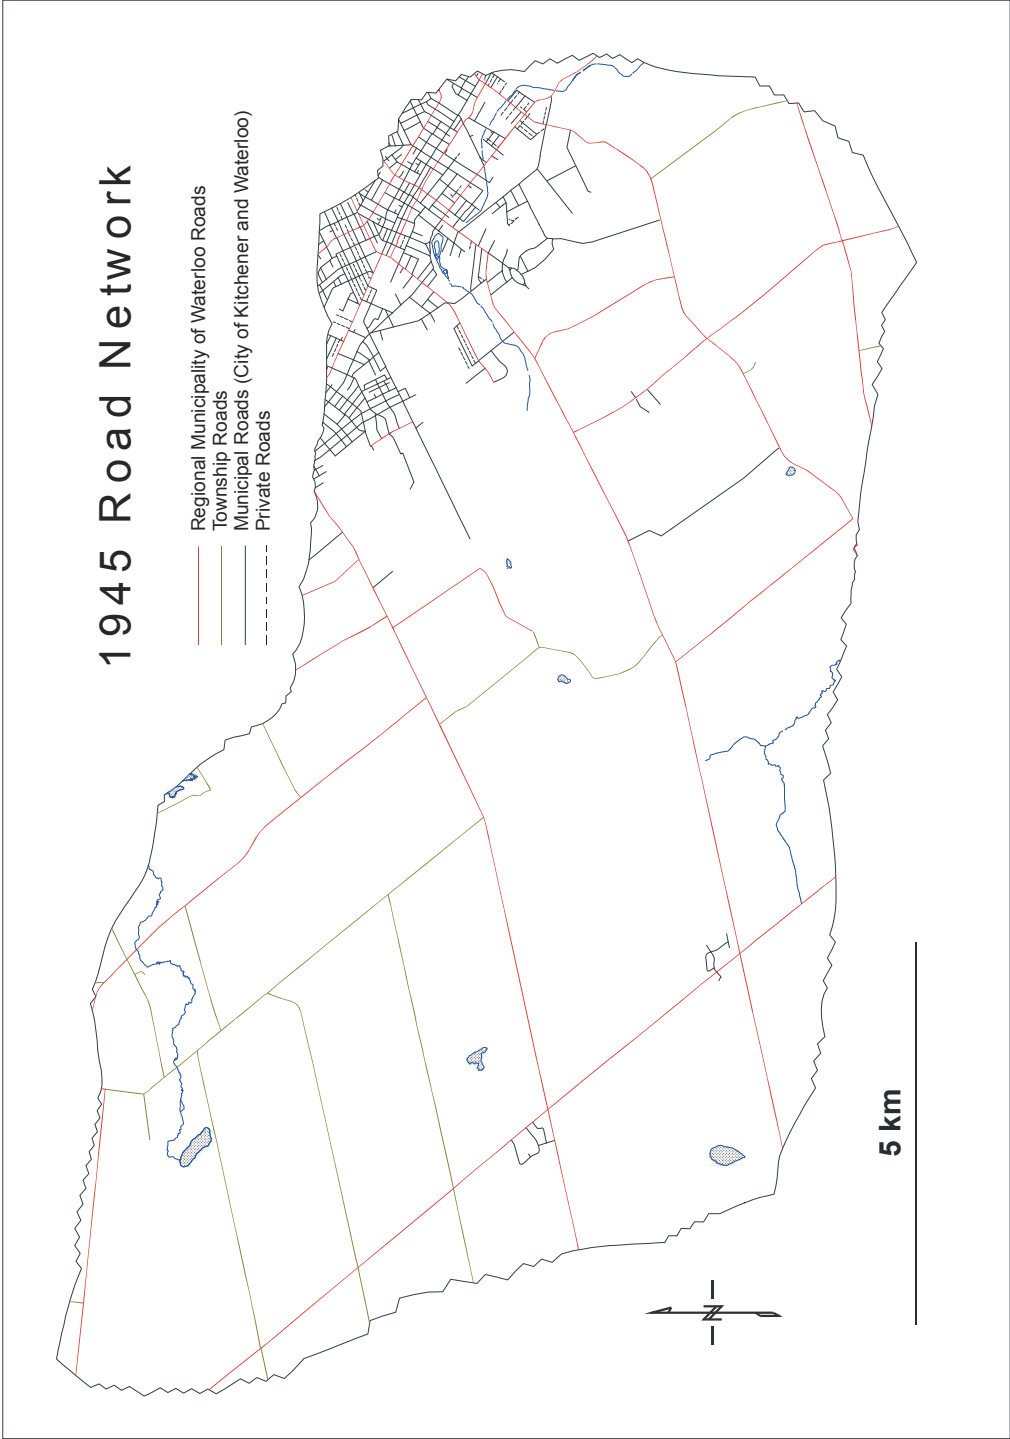 1945 Road Network
Regional Municipality of Waterloo Roads
Township Roads
Municipal Roads (City of Kitchener and Waterloo)
Private Roads
5 km
N